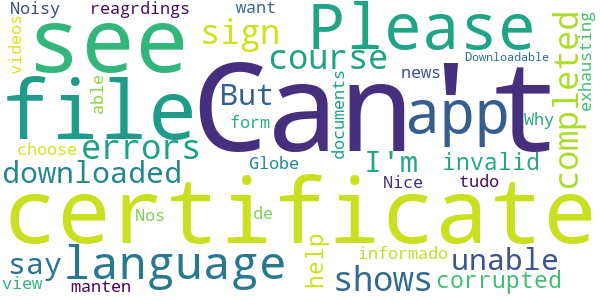 Noisy reagrdings want
videos see sign Please
course
Can't
file But able app news Downloadable
completed exhausting
form documents Why
choose errors I'm invalid
downloaded Globe
Nice tudo
certificate
Nos de
say language help informado unable
view manten shows corrupted